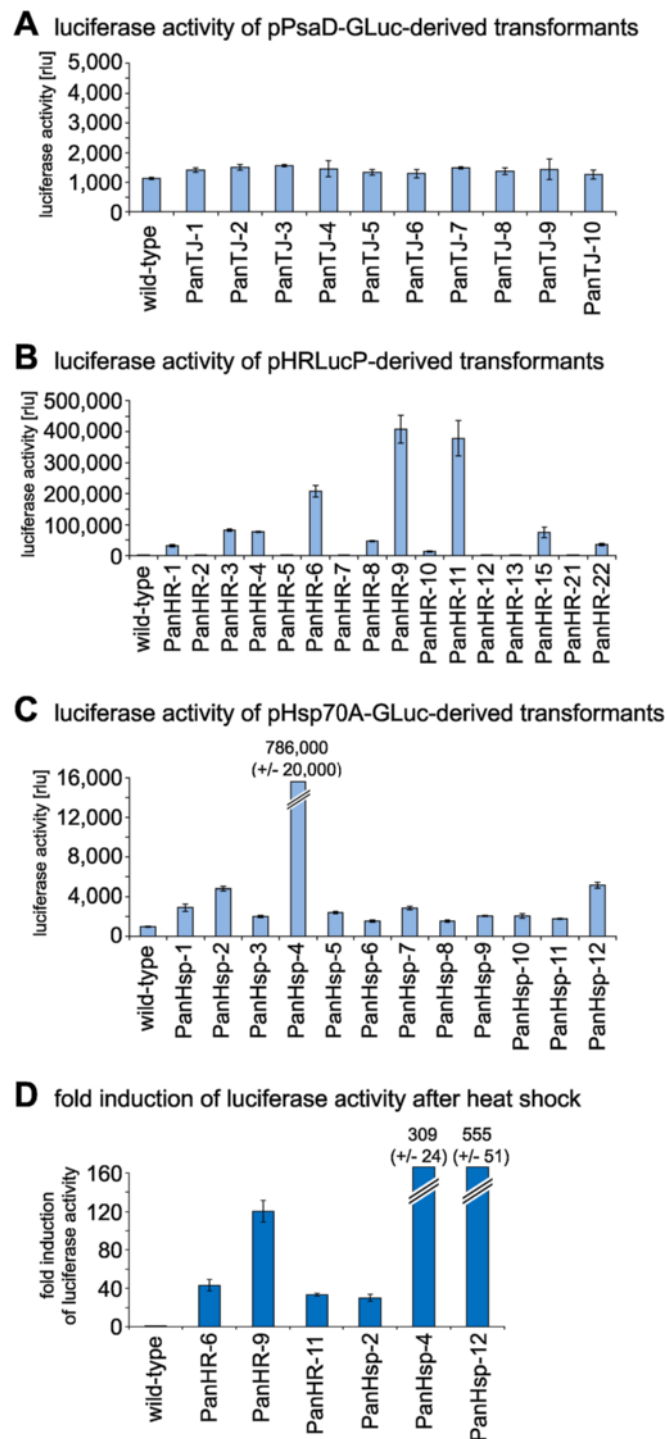 A luciferase activity of pPsaD-GLuc-derived transformants
luciferase activity [rlu]
5,000
4,000
3,000
2,000
1,000
0
wild-type
PanTJ-1
PanTJ-2
PanTJ-3
PanTJ-4
PanTJ-5
PanTJ-6
PanTJ-7
PanTJ-8
PanTJ-9
PanTJ-10
B luciferase activity of pHRLucP-derived transformants
luciferase activity [rlu]
500,000
400,000
300,000
200,000
100,000
0
wild-type
PanHR-1
PanHR-2
PanHR-3
PanHR-4
PanHR-5
PanHR-6
PanHR-7
PanHR-8
PanHR-9
PanHR-10
PanHR-11
PanHR-12
PanHR-13
PanHR-15
PanHR-21
PanHR-22
C luciferase activity of pHsp70A-GLuc-derived transformants
786,000
(+/- 20,000)
luciferase activity [rlu]
16,000
12,000
8,000
4,000
0
wild-type
PanHsp-1
PanHsp-2
PanHsp-3
PanHsp-4
PanHsp-5
PanHsp-6
PanHsp-7
PanHsp-8
PanHsp-9
PanHsp-10
PanHsp-11
PanHsp-12
D fold induction of luciferase activity after heat shock
309 555
(+/- 24) (+/- 51)
fold induction
of luciferase activity
160
120
80
40
0
wild-type
PanHR-6
PanHR-9
PanHR-11
PanHsp-2
PanHsp-4
PanHsp-12